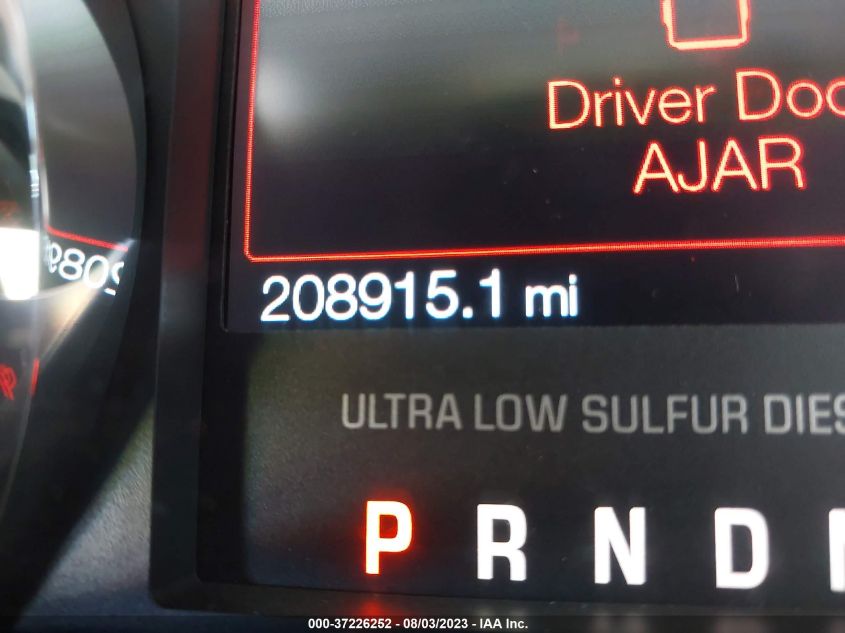 Driver Doo
AJAR
208915.1 mi
ULTRA LOW SULFUR DIES
P R N D
000-37226252 - 08/03/2023 - IAA Inc.